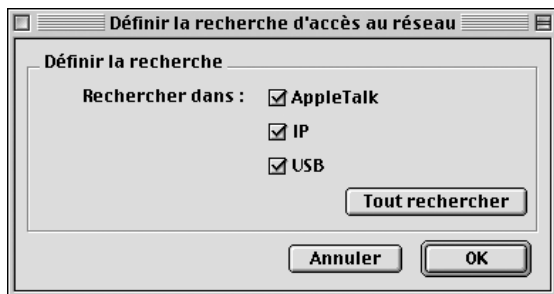 Définir la recherche d'accès au réseau
Définir la recherche
Rechercher dans : AppleTalk
IP
USB
Tout rechercher
Annuler OK